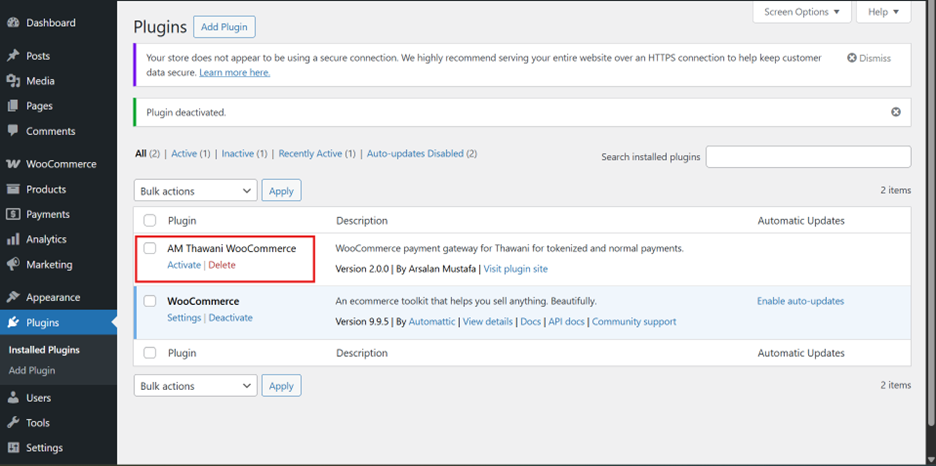 Dashboard
Posts
Media
Pages
Comments
WooCommerce
Products
Payments
Analytics
Marketing
Appearance
Plugins
Installed Plugins
Add Plugin
Users
Tools
Settings
Screen Options
Help
Plugins
Add Plugin
Your store does not appear to be using a secure connection. We highly recommend serving your entire website over an HTTPS connection to help keep customer
data secure. Learn more here.
Dismiss
Plugin deactivated.
All (2) | Active (1) | Inactive (1) | Recently Active (1) | Auto-updates Disabled (2)
Search installed plugins
Bulk actions
Apply
2 items
Plugin Description Automatic Updates
AM Thawani WooCommerce
Activate | Delete
WooCommerce payment gateway for Thawani for tokenized and normal payments.
Version 2.0.0 | By Arsalan Mustafa | Visit plugin site
WooCommerce
Settings | Deactivate
An ecommerce toolkit that helps you sell anything. Beautifully.
Version 9.9.5 | By Automattic | View details | Docs | API docs | Community support
Enable auto-updates
Plugin Description Automatic Updates
Bulk actions
Apply
2 items